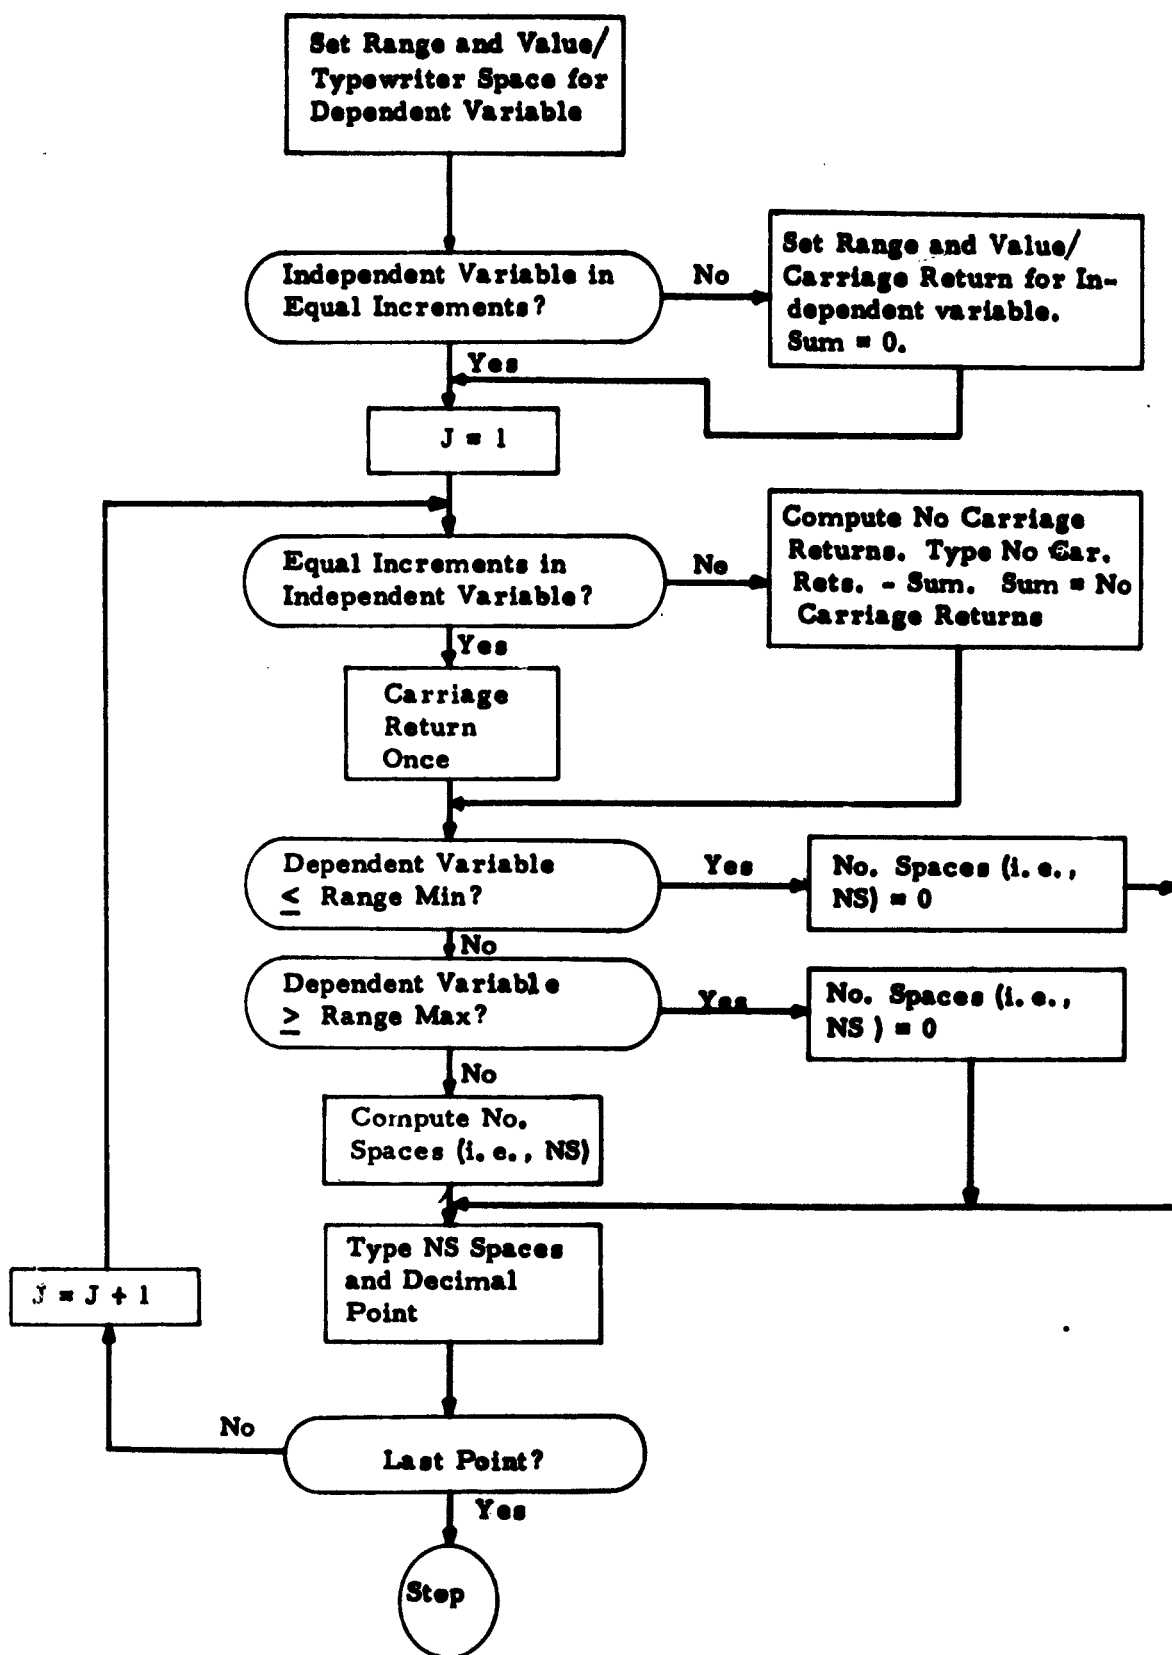 Set Range and Value/
Typewriter Space for
Dependent Variable
Independent Variable in
Equal Increments?
No
Set Range and Value/
Carriage Return for In-
dependent variable.
Sum = 0.
Yes
J = 1
Equal Increments in
Independent Variable?
No
Compute No Carriage
Returns. Type No Car.
Rets. - Sum. Sum = No
Carriage Returns
Yes
Carriage
Return
Once
Dependent Variable
≤ Range Min?
Yes
No. Spaces (i. e.,
NS) = 0
No
Dependent Variable
≥ Range Max?
Yes
No. Spaces (i. e.,
NS ) = 0
No
Compute No.
Spaces (i. e., NS)
Type NS Spaces
and Decimal
Point
J = J + 1
No
Last Point?
Yes
Stop